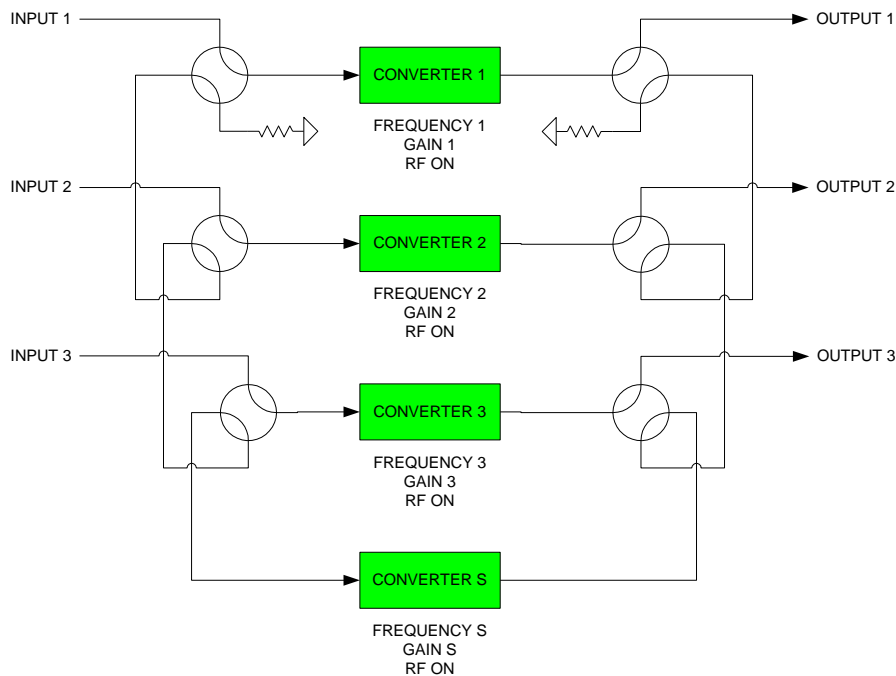 INPUT 1
OUTPUT 1
CONVERTER 1
FREQUENCY 1
GAIN 1
RF ON
INPUT 2
OUTPUT 2
CONVERTER 2
FREQUENCY 2
GAIN 2
RF ON
INPUT 3
OUTPUT 3
CONVERTER 3
FREQUENCY 3
GAIN 3
RF ON
CONVERTER S
FREQUENCY S
GAIN S
RF ON